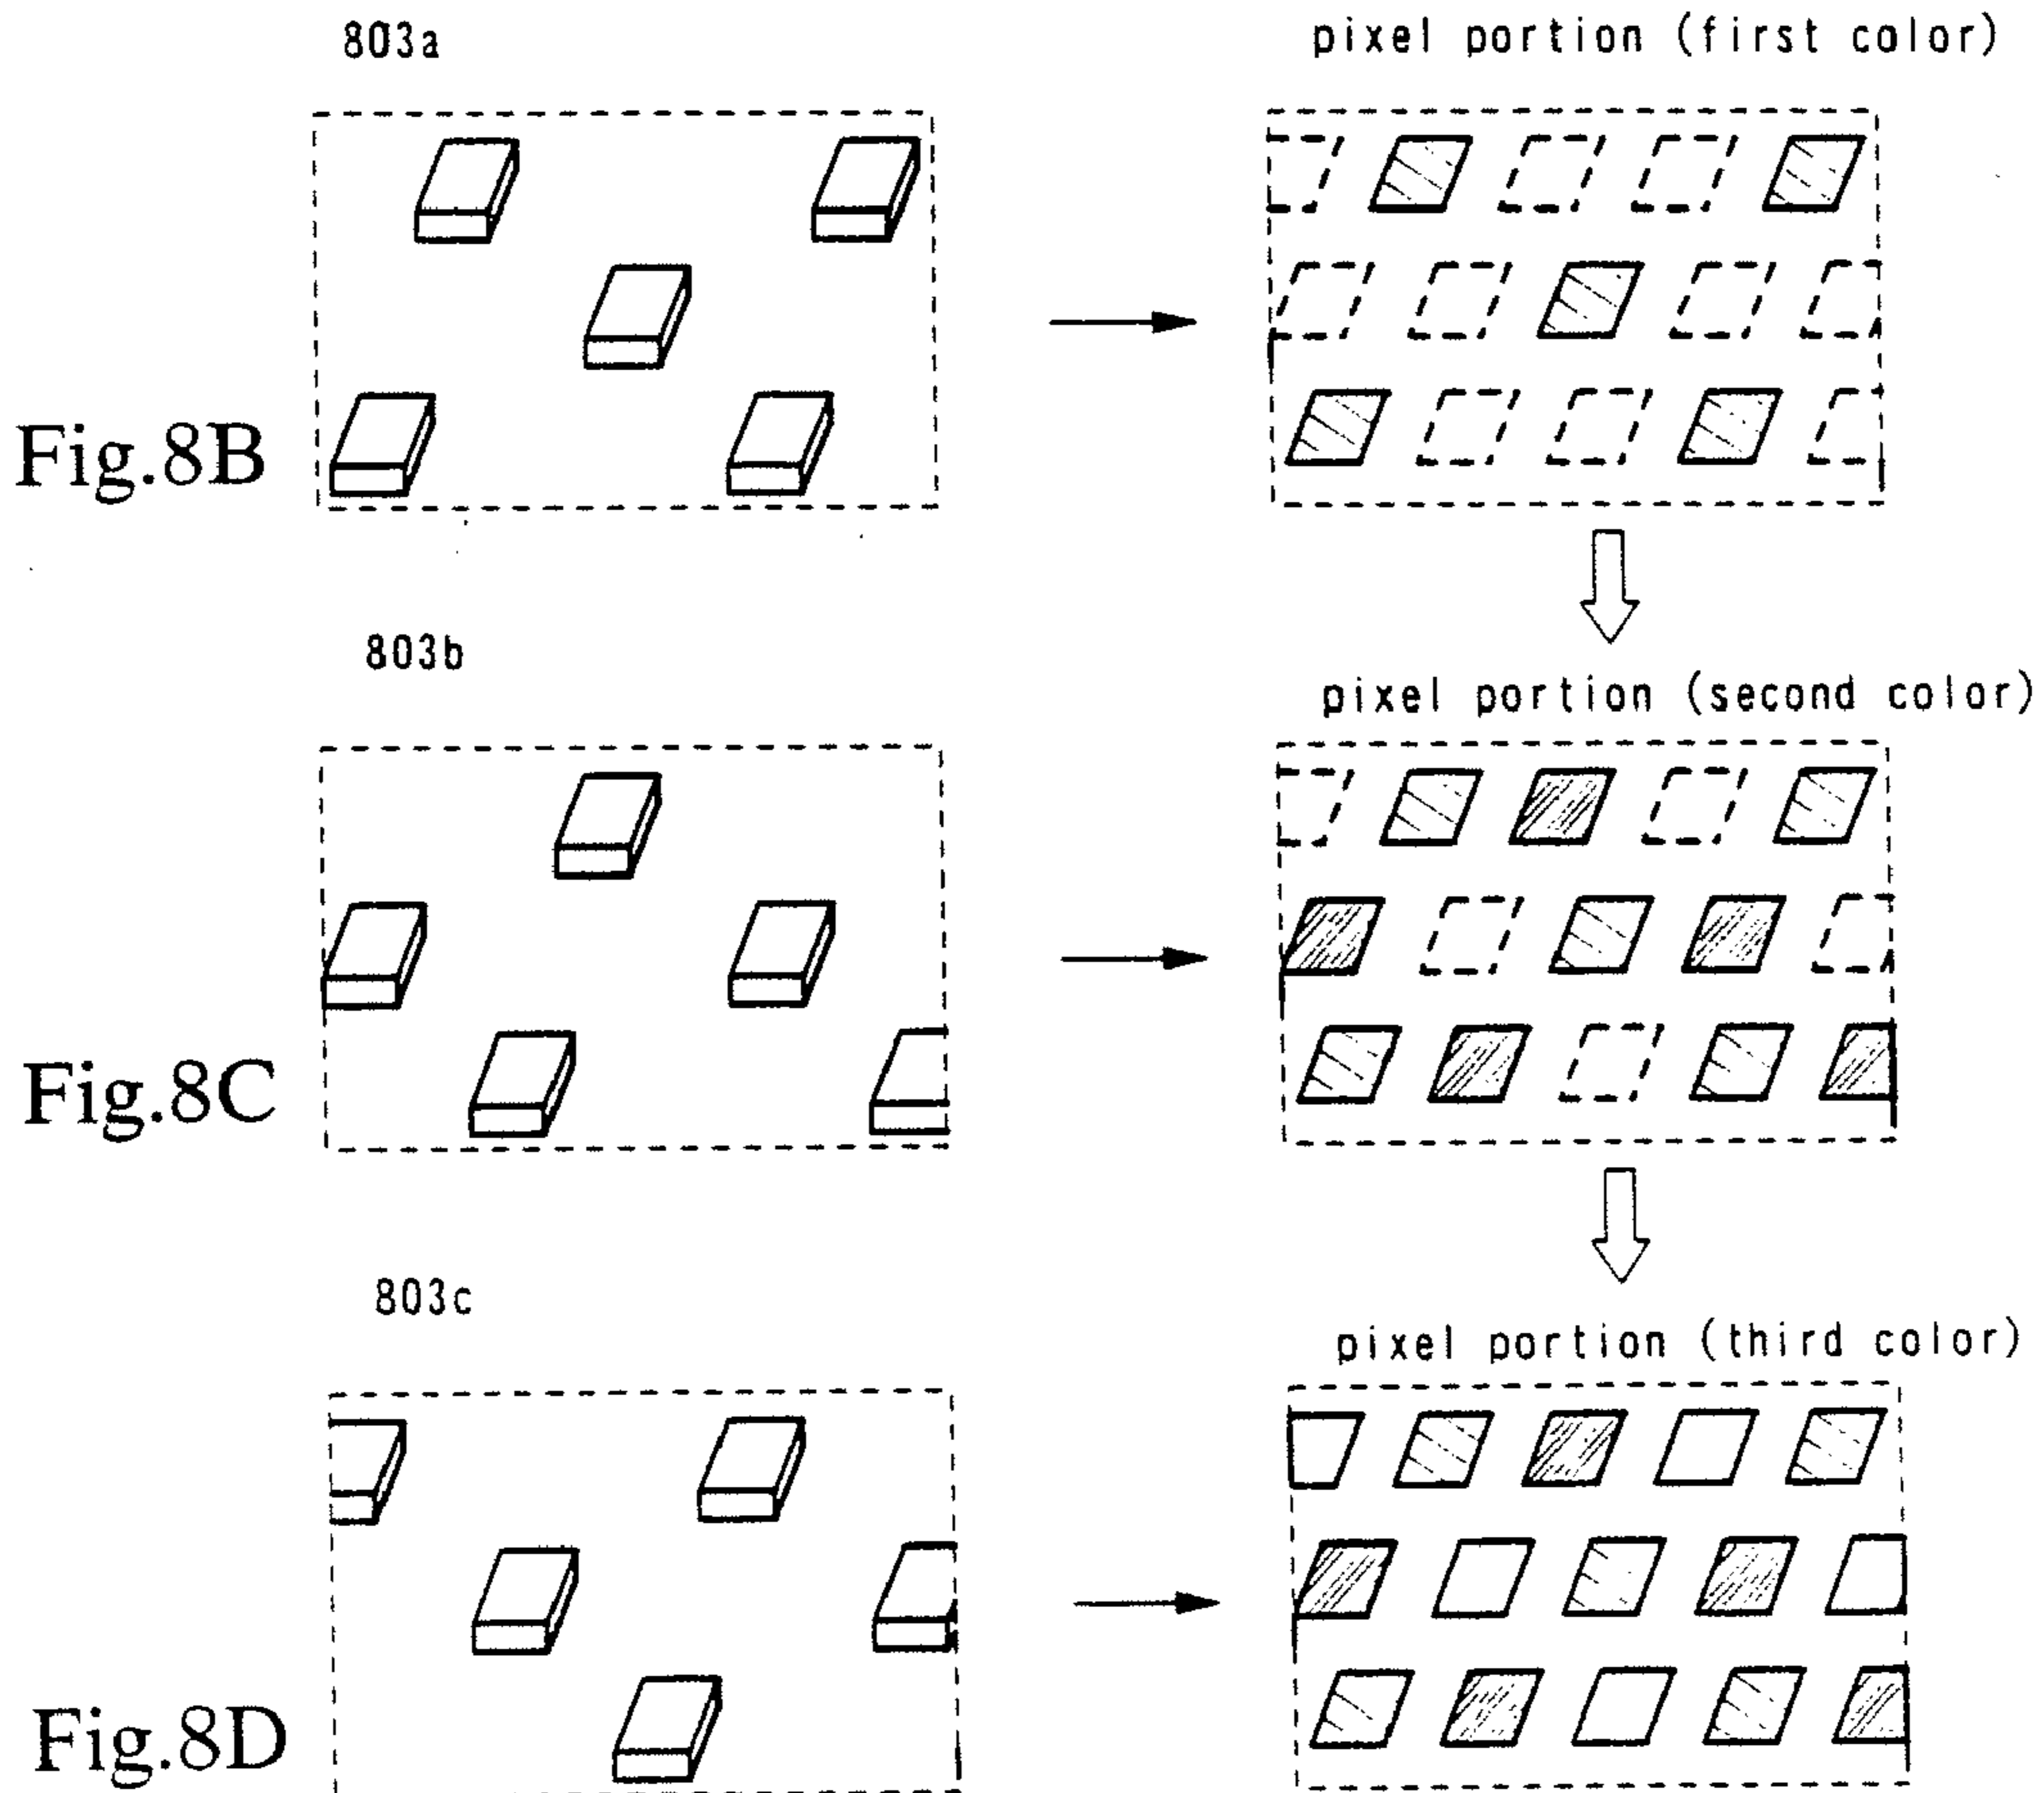 803a
pixel portion (first color)
Fig.8B
803b
pixel portion (second color)
Fig.8C
803c
pixel portion (third color)
Fig.8D